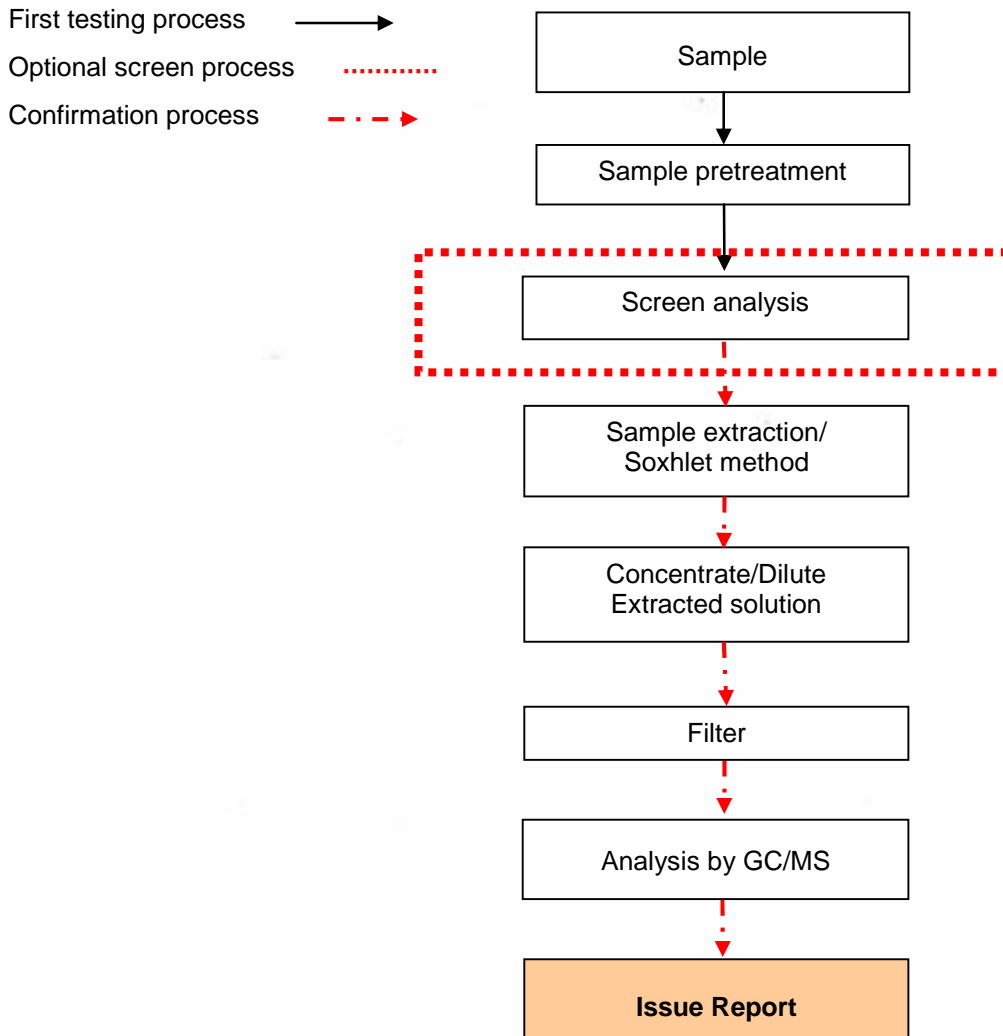 First testing process
Optional screen process
Confirmation process
Sample
Sample pretreatment
Screen analysis
Sample extraction/
Soxhlet method
Concentrate/Dilute
Extracted solution
Filter
Analysis by GC/MS
Issue Report